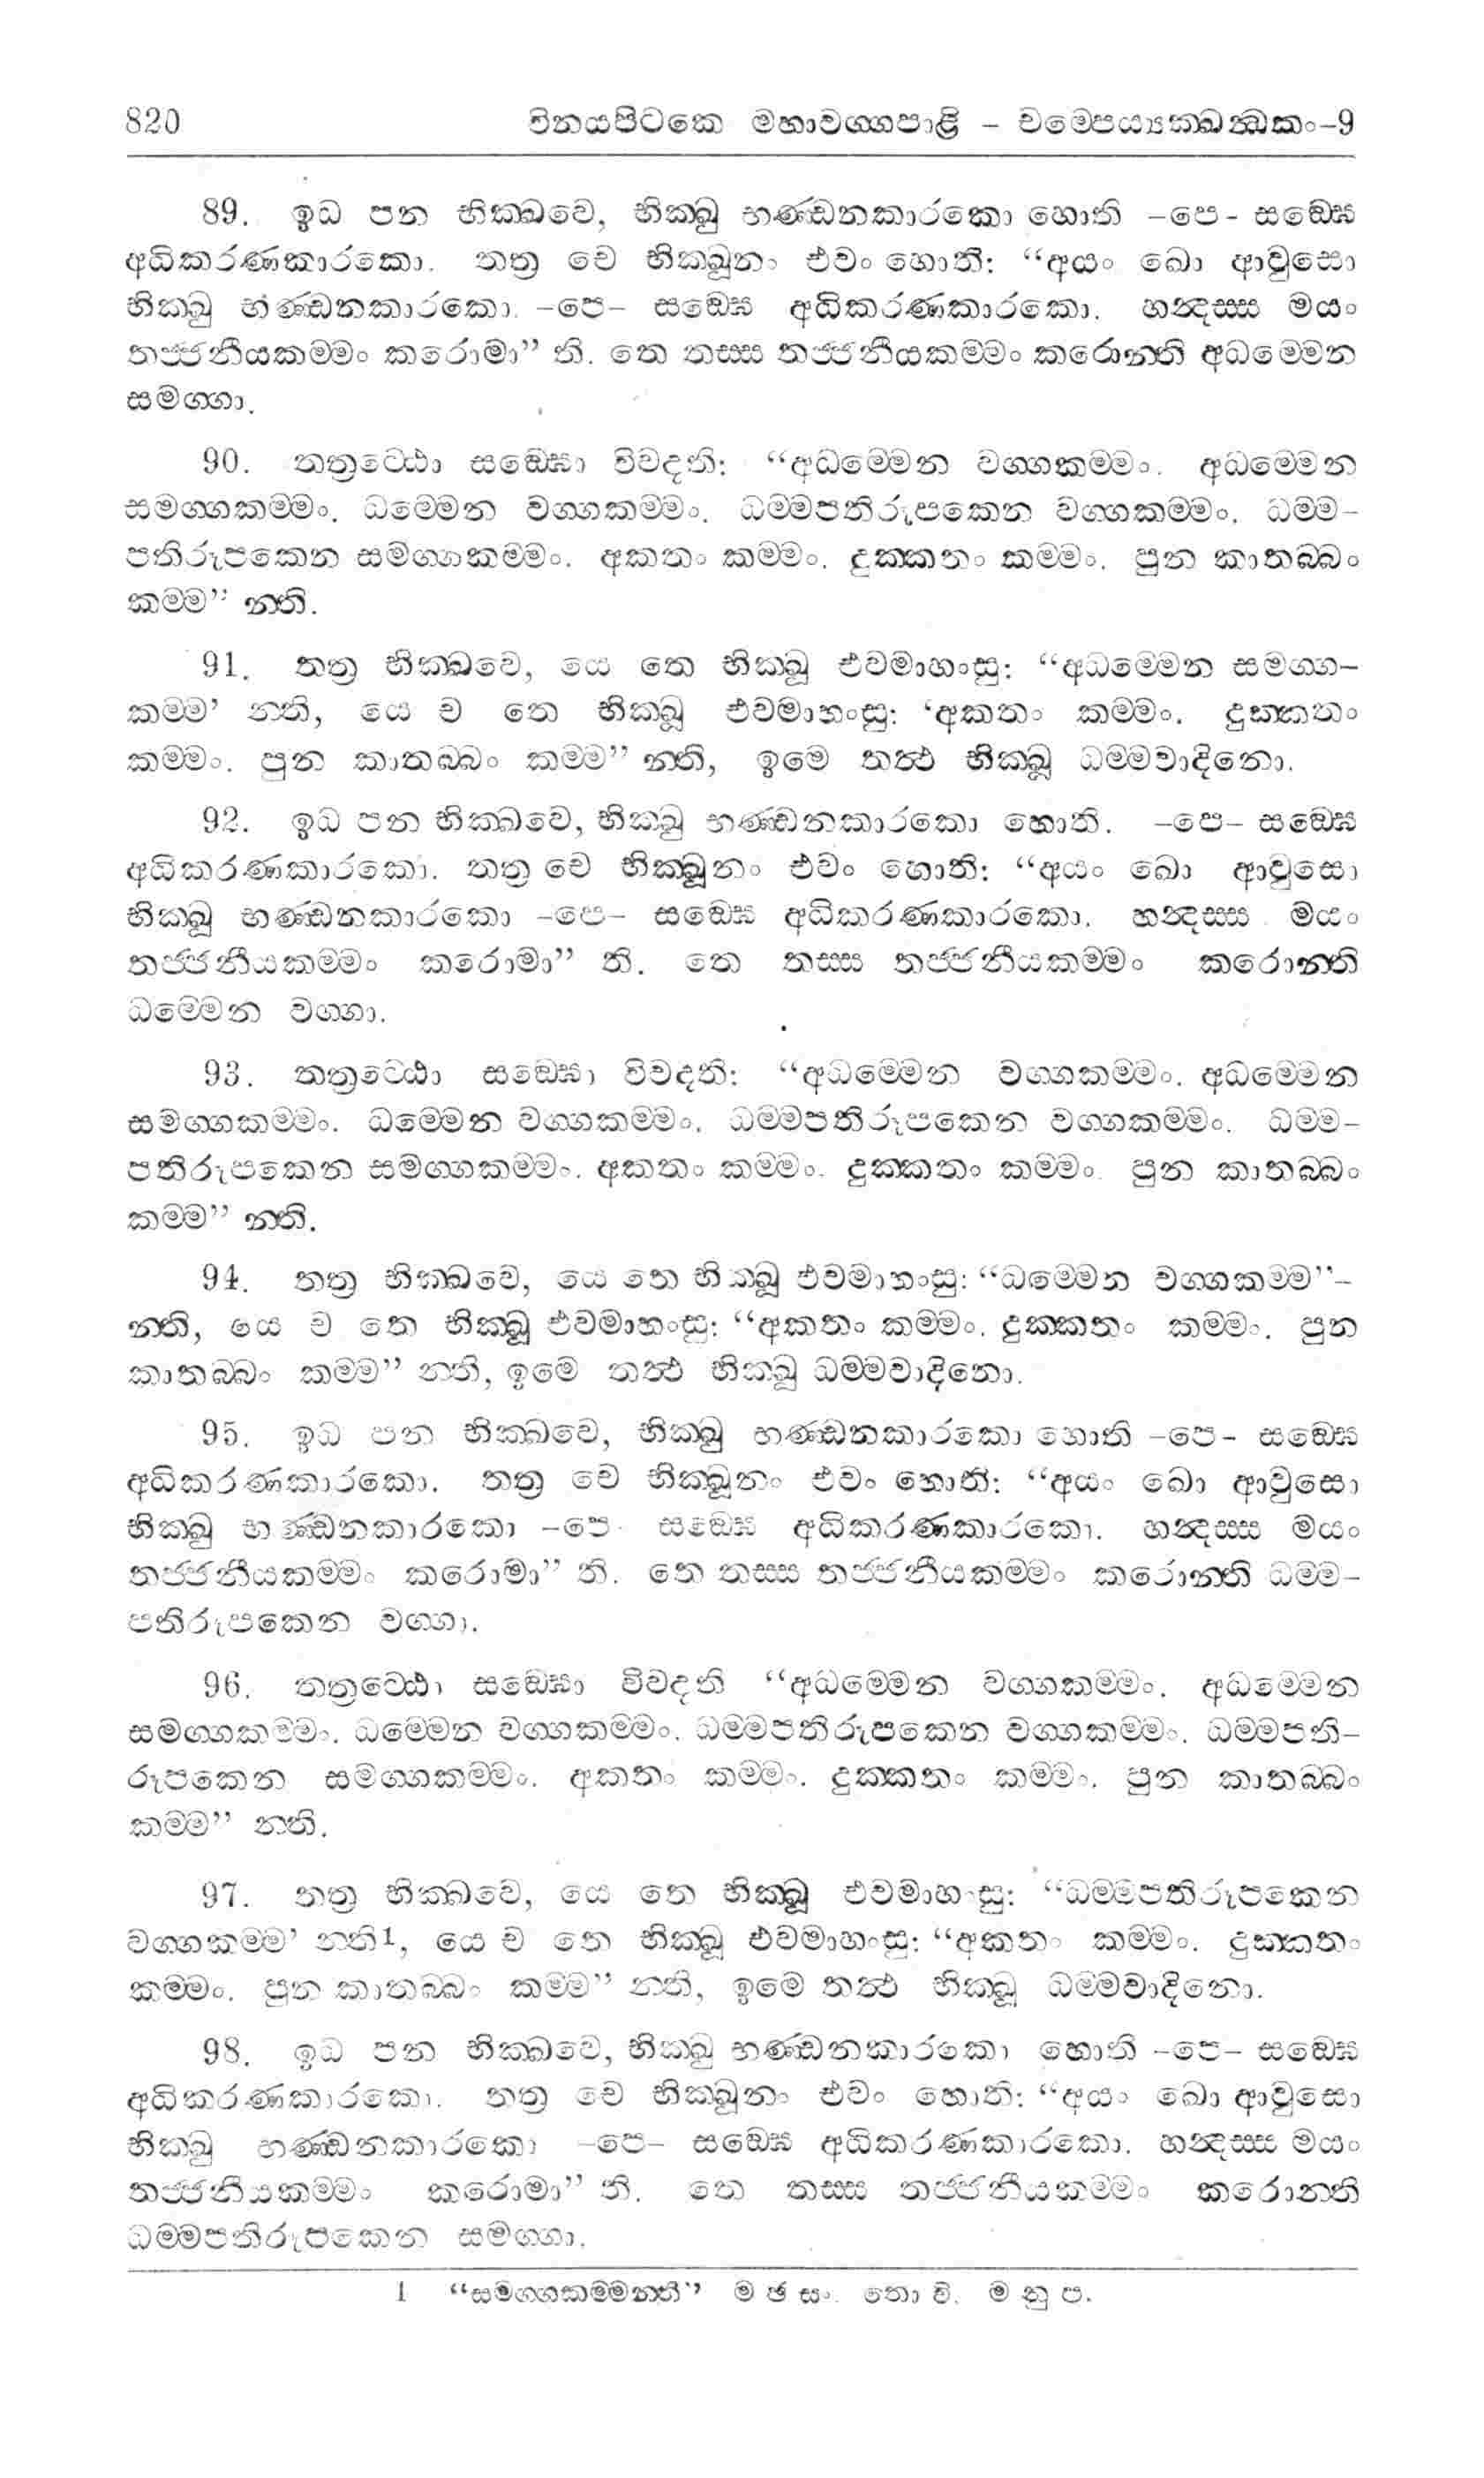 820 විනයපිටකෙ මහාවග්ගපාළි – චම්පෙය්‍යක්ඛන්ධකං–9
89. ඉධ පන භික්ඛවෙ, භික්ඛු භණ්ඩනකාරකො හොති –පෙ– සඞ්ඝෙ
අධිකරණකාරකො. තත්‍ර චෙ භික්ඛූනං එවං හොති: “අයං ඛො ආවුසො
භික්ඛු භණ්ඩනකාරකො. –පෙ– සඞ්ඝෙ අධිකරණකාරකො. හන්දස්ස මයං
තජ්ජනීයකම්මං කරොමා” ති. තෙ තස්ස තජ්ජනීයකම්මං කරොන්ති අධම්මෙන
සමග්ගා.
90. තත්‍රට්ඨො සඞ්ඝො විවදති: “අධම්මෙන වග්ගකම්මං. අධම්මෙන
සමග්ගකම්මං. ධම්මෙන වග්ගකම්මං. ධම්මපතිරූපකෙන වග්ගකම්මං. ධම්ම–
පතිරූපකෙන සමග්ගකම්මං. අකතං කම්මං. දුක්කතං කම්මං. පුන කාතබ්බං
කම්ම” න්ති.
91. තත්‍ර භික්ඛවෙ, යෙ තෙ භික්ඛූ එවමාහංසු: “අධම්මෙන සමග්ග–
කම්ම’ න්ති, යෙ ච තෙ භික්ඛූ එවමාහංසු: ‘අකතං කම්මං. දුක්කතං
කම්මං. පුන කාතබ්බං කම්ම” න්ති, ඉමෙ තත්‍ථ භික්ඛූ ධම්මවාදිනො.
92. ඉධ පන භික්ඛවෙ, භික්ඛු භණ්ඩනකාරකො හොති. –පෙ– සඞ්ඝෙ
අධිකරණකාරකො. තත්‍ර චෙ භික්ඛූනං එවං හොති: “අයං ඛො ආවුසො
භික්ඛු භණ්ඩනකාරකො –පෙ– සඞ්ඝෙ අධිකරණකාරකො. හන්දස්ස මයං
තජ්ජනීයකම්මං කරොමා” ති. තෙ තස්ස තජ්ජනීයකම්මං කරොන්ති
ධම්මෙන වග්ගා.
93. තත්‍රට්ඨො සඞ්ඝො විවදති: “අධම්මෙන වග්ගකම්මං. අධම්මෙන
සමග්ගකම්මං. ධම්මෙන වග්ගකම්මං. ධම්මපතිරූපකෙන වග්ගකම්මං. ධම්ම–
පතිරූපකෙන සමග්ගකම්මං. අකතං කම්මං. දුක්කතං කම්මං. පුන කාතබ්බං
කම්ම” න්ති.
94. තත්‍ර භික්ඛවෙ, යෙ තෙ භික්ඛූ එවමාහංසු: “ධම්මෙන වග්ගකම්ම”–
න්ති, යෙ ච තෙ භික්ඛූ එවමාහංසු: “අකතං කම්මං. දුක්කතං කම්මං. පුන
කාතබ්බං කම්ම” න්ති, ඉමෙ තත්‍ථ භික්ඛූ ධම්මවාදිනො.
95. ඉධ පන භික්ඛවෙ, භික්ඛු භණ්ඩනකාරකො හොති –පෙ– සඞ්ඝෙ
අධිකරණකාරකො. තත්‍ර චෙ භික්ඛූනං එවං හොති: “අයං ඛො ආවුසො
භික්ඛු භණ්ඩනකාරකො –පෙ– සඞ්ඝෙ අධිකරණකාරකො. හන්දස්ස මයං
තජ්ජනීයකම්මං කරොමා” ති. තෙ තස්ස තජ්ජනීයකම්මං කරොන්ති ධම්ම–
පතිරූපකෙන වග්ගා.
96. තත්‍රට්ඨො සඞ්ඝො විවදති “අධම්මෙන වග්ගකම්මං. අධම්මෙන
සමග්ගකම්මං. ධම්මෙන වග්ගකම්මං. ධම්මපතිරූපකෙන වග්ගකම්මං. ධම්මපති–
රූපකෙන සමග්ගකම්මං. අකතං කම්මං. දුක්කතං කම්මං. පුන කාතබ්බං
කම්ම” න්ති.
97. තත්‍ර භික්ඛවෙ, යෙ තෙ භික්ඛූ එවමාහංසු: “ධම්මපතිරූපකෙන
වග්ගකම්ම’ න්ති1, යෙ ච තෙ භික්ඛූ එවමාහංසු: “අකතං කම්මං. දුක්කතං
කම්මං. පුන කාතබ්බං කම්ම” න්ති, ඉමෙ තත්‍ථ භික්ඛූ ධම්මවාදිනො.
98. ඉධ පන භික්ඛවෙ, භික්ඛු භණ්ඩනකාරකො හොති –පෙ– සඞ්ඝෙ
අධිකරණකාරකො. තත්‍ර චෙ භික්ඛූනං එවං හොති: “අයං ඛො ආවුසො
භික්ඛු භණ්ඩනකාරකො –පෙ– සඞ්ඝෙ අධිකරණකාරකො. හන්දස්ස මයං
තජ්ජනීයකම්මං කරොමා” ති. තෙ තස්ස තජ්ජනීයකම්මං කරොන්ති
ධම්මපතිරූපකෙන සමග්ගා.
1 “සමග්ගකම්මන්ති” ම ඡ සං. තො වි. ම නු ප.